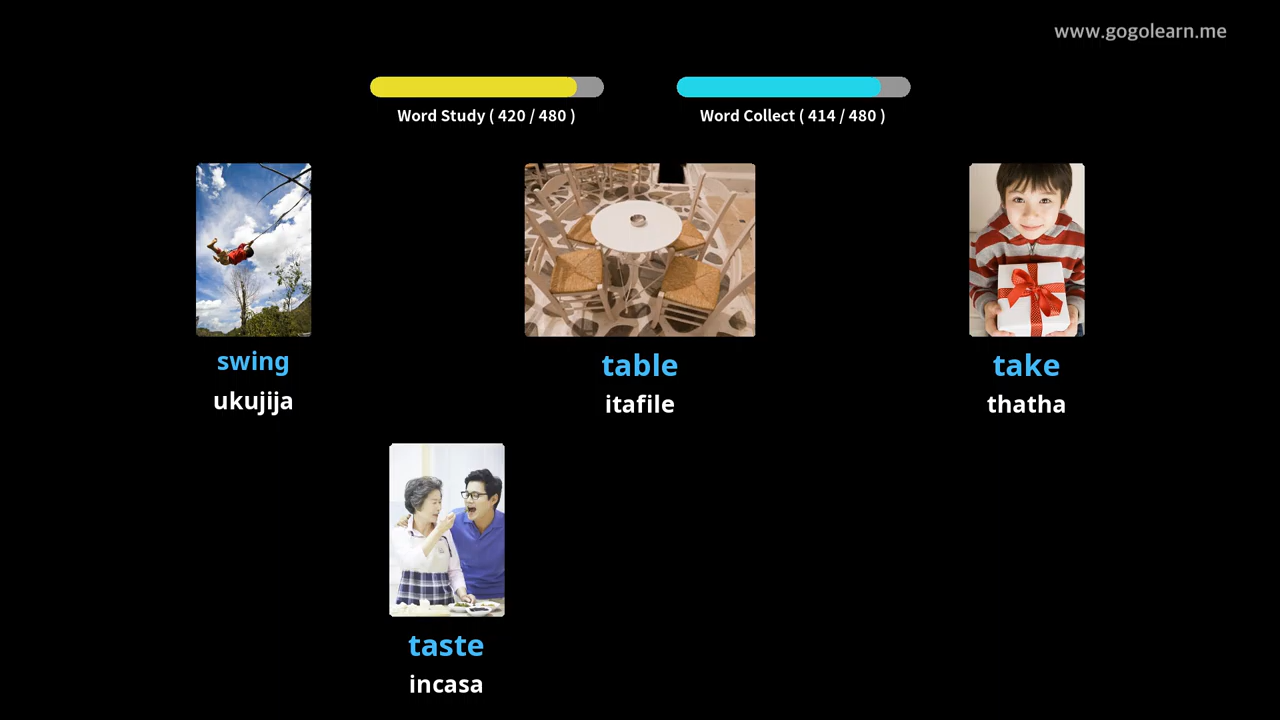 www.gogolearn.me
Word Study ( 420 / 480 )
Word Collect ( 414 / 480 )
swing
ukujija
table
itafile
take
thatha
taste
incasa